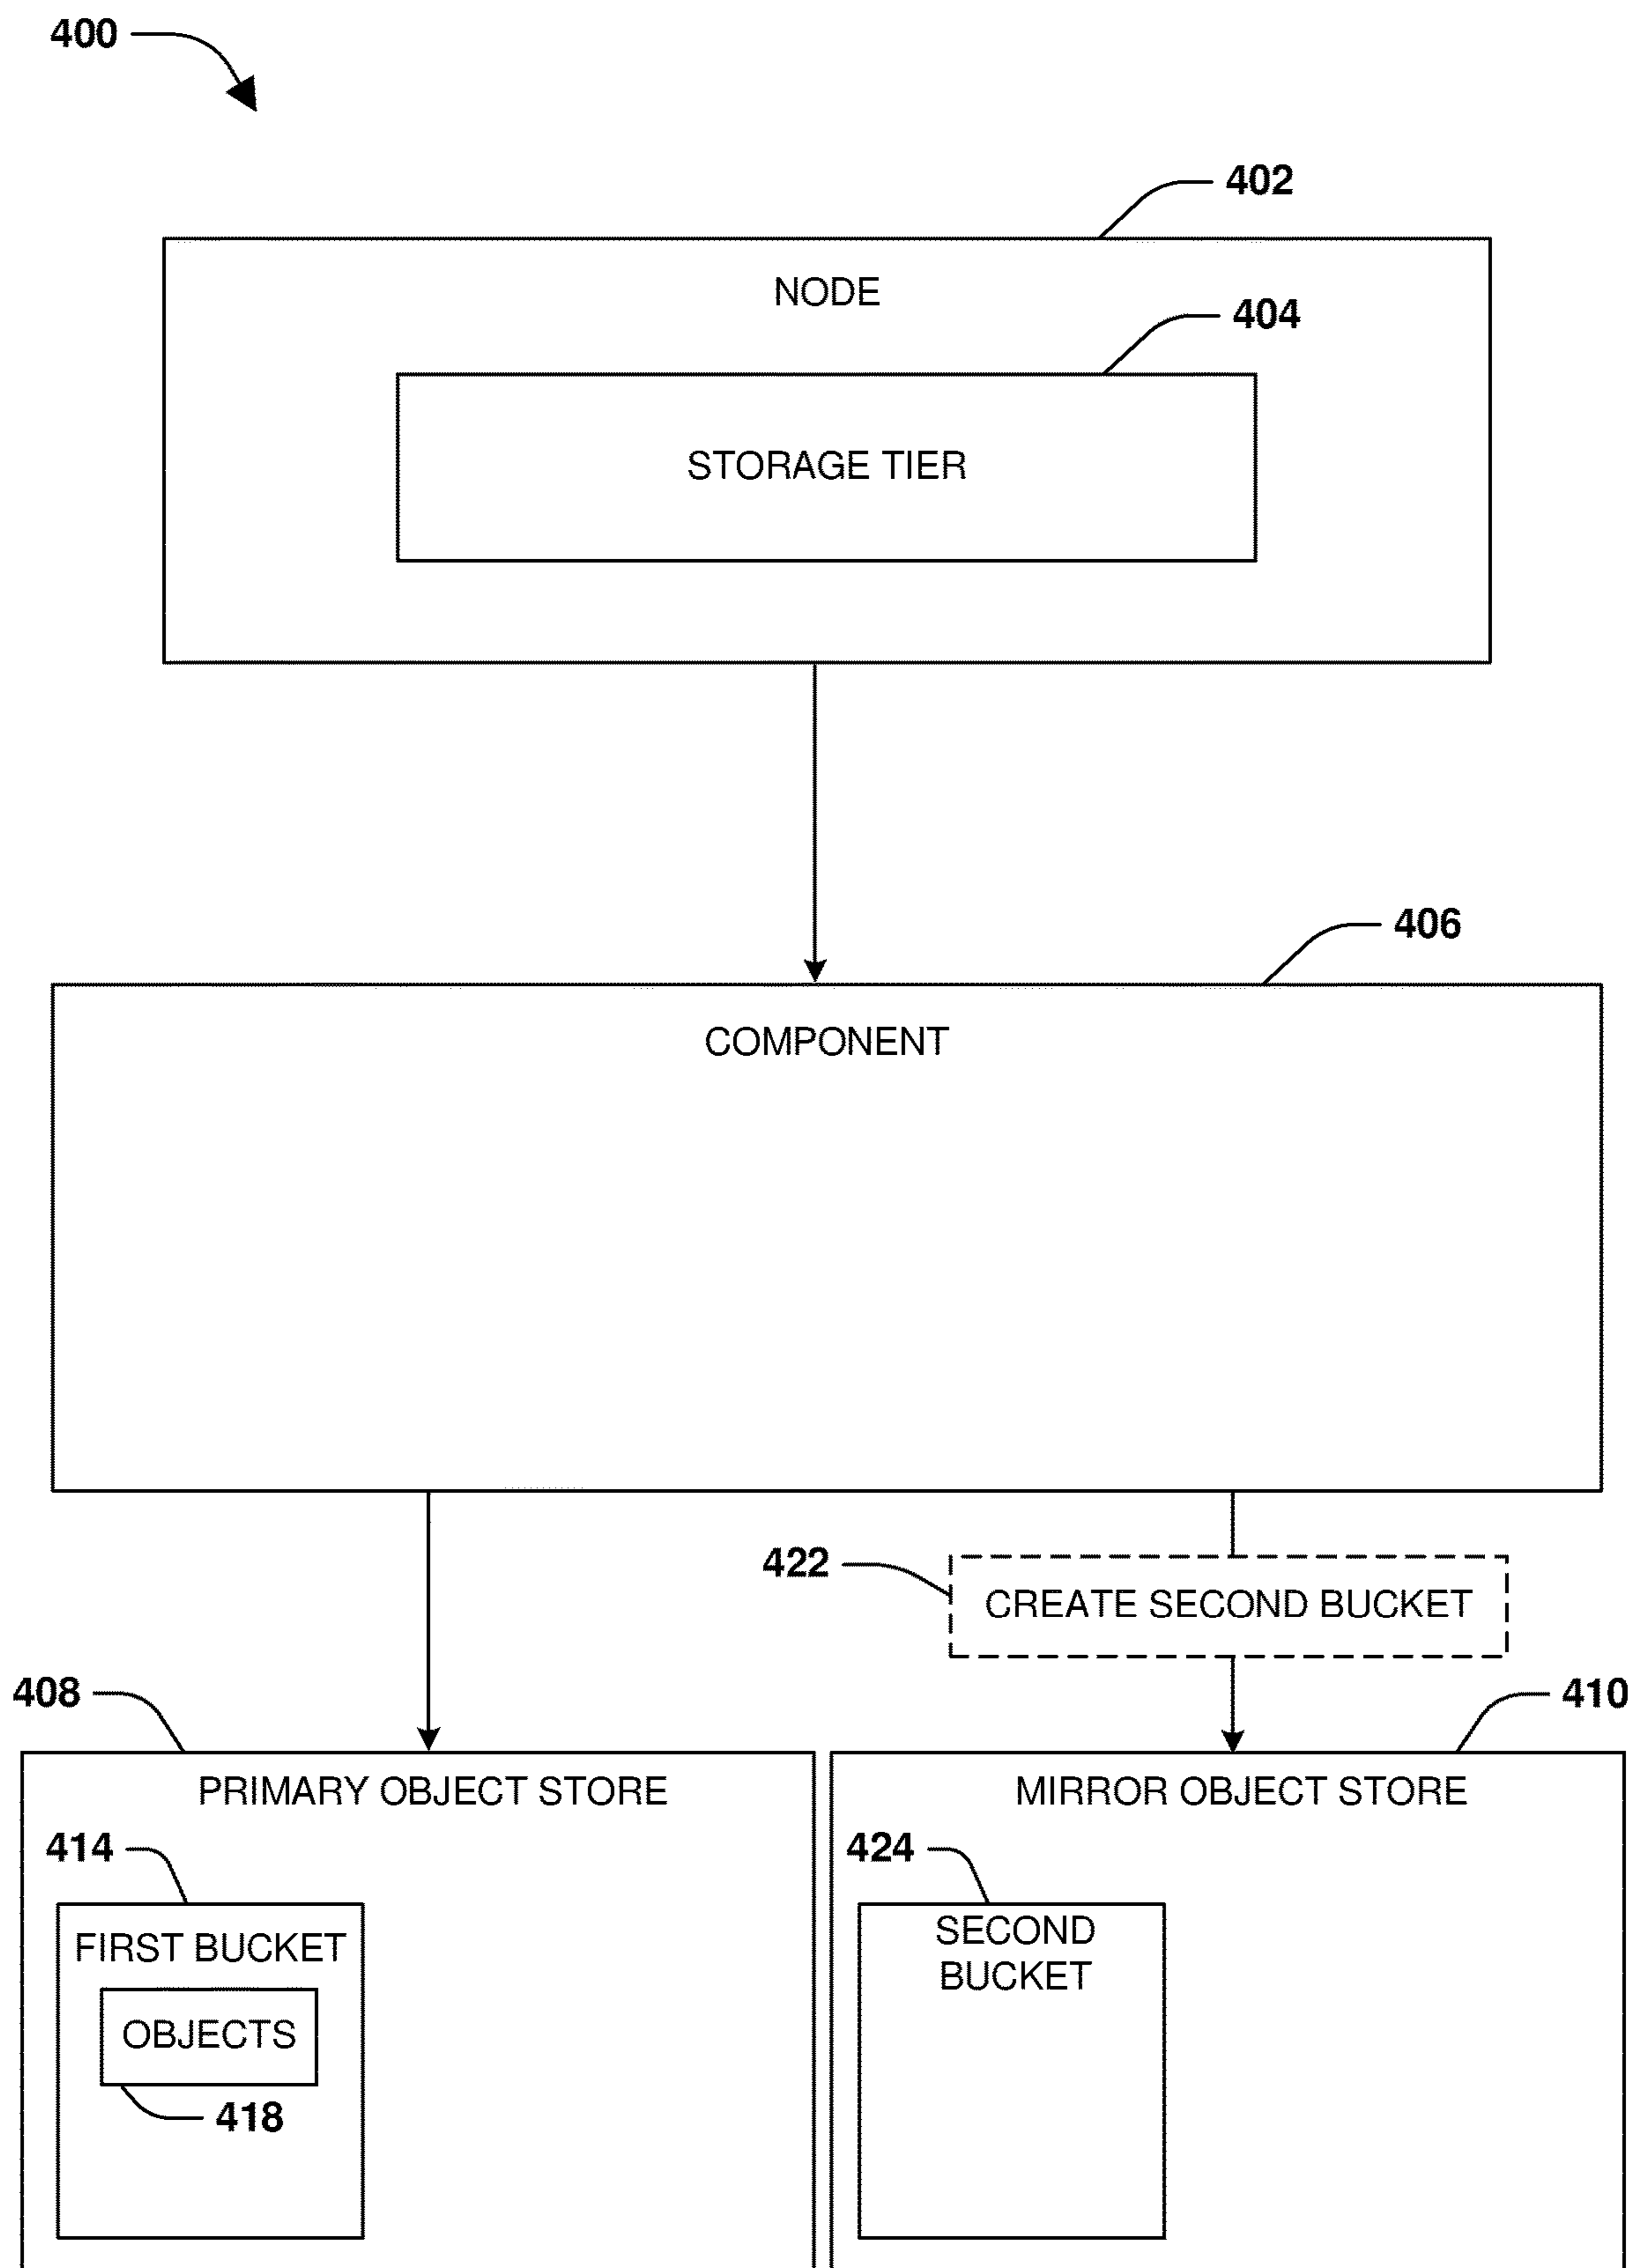 400
402
NODE
404
STORAGE TIER
406
COMPONENT
422
CREATE SECOND BUCKET
408
410
PRIMARY OBJECT STORE
MIRROR OBJECT STORE
414
424
FIRST BUCKET
SECOND
BUCKET
OBJECTS
418